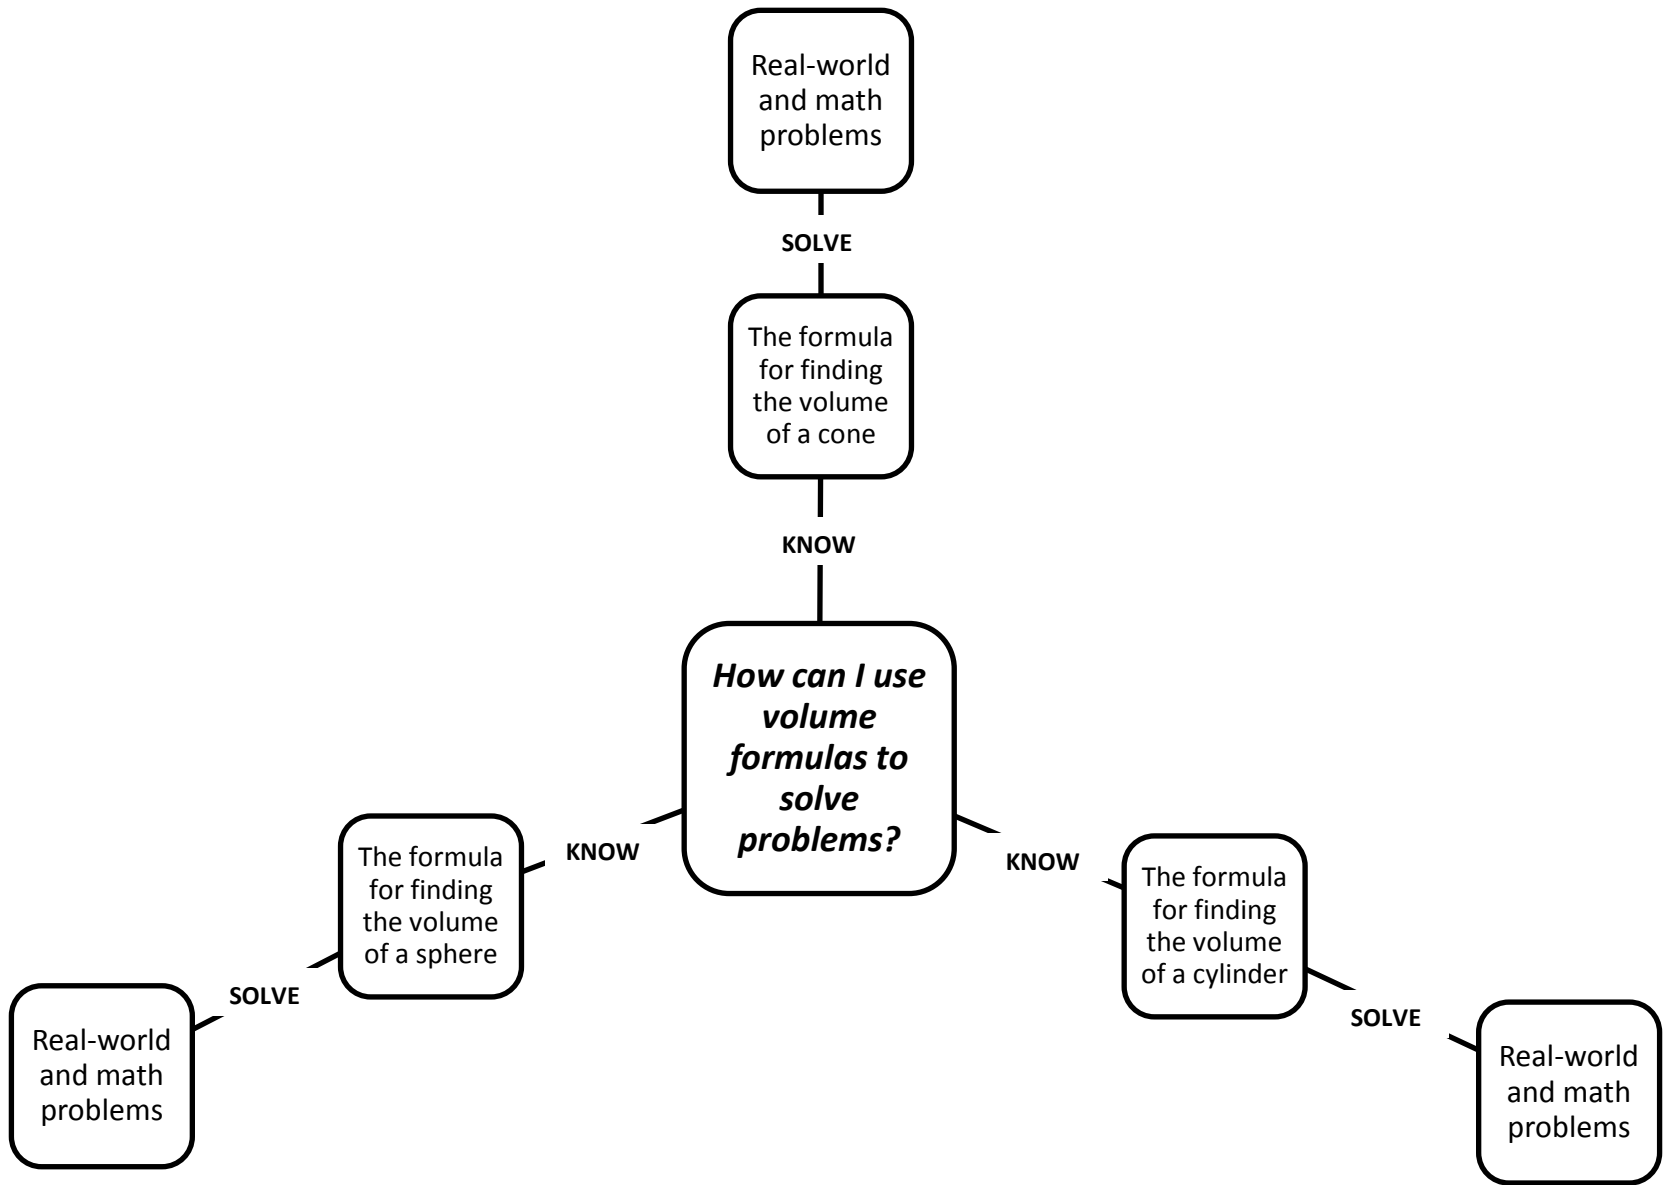 Real-world
and math
problems
SOLVE
The formula
for finding
the volume
of a cone
KNOW
How can I use
volume
formulas to
solve
problems?
KNOW
The formula
for finding
the volume
of a sphere
SOLVE
Real-world
and math
problems
KNOW
The formula
for finding
the volume
of a cylinder
SOLVE
Real-world
and math
problems